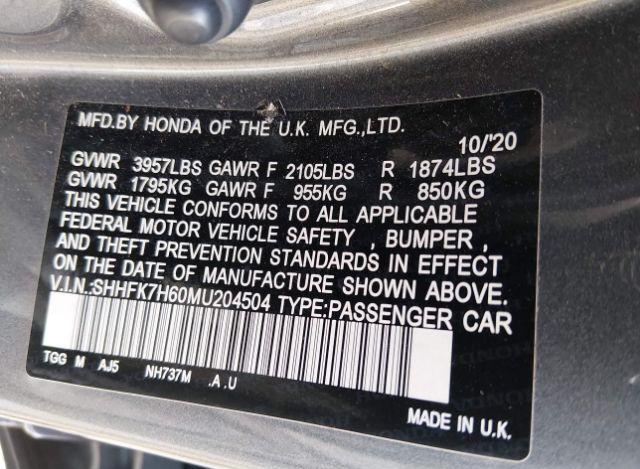 MFD.BY HONDA OF THE U.K. MFG.,LTD.
10/'20
GVWR 3957LBS GAWR F 2105LBS R 1874LBS
GVWR 1795KG GAWR F 955KG R 850KG
THIS VEHICLE CONFORMS TO ALL APPLICABLE
FEDERAL MOTOR VEHICLE SAFETY , BUMPER ,
AND THEFT PREVENTION STANDARDS IN EFFECT
ON THE DATE OF MANUFACTURE SHOWN ABOVE.
V.I.N.:SHHFK7H60MU204504 TYPE:PASSENGER CAR
TGG M AJ5 NH737M .A.U
MADE IN U.K.